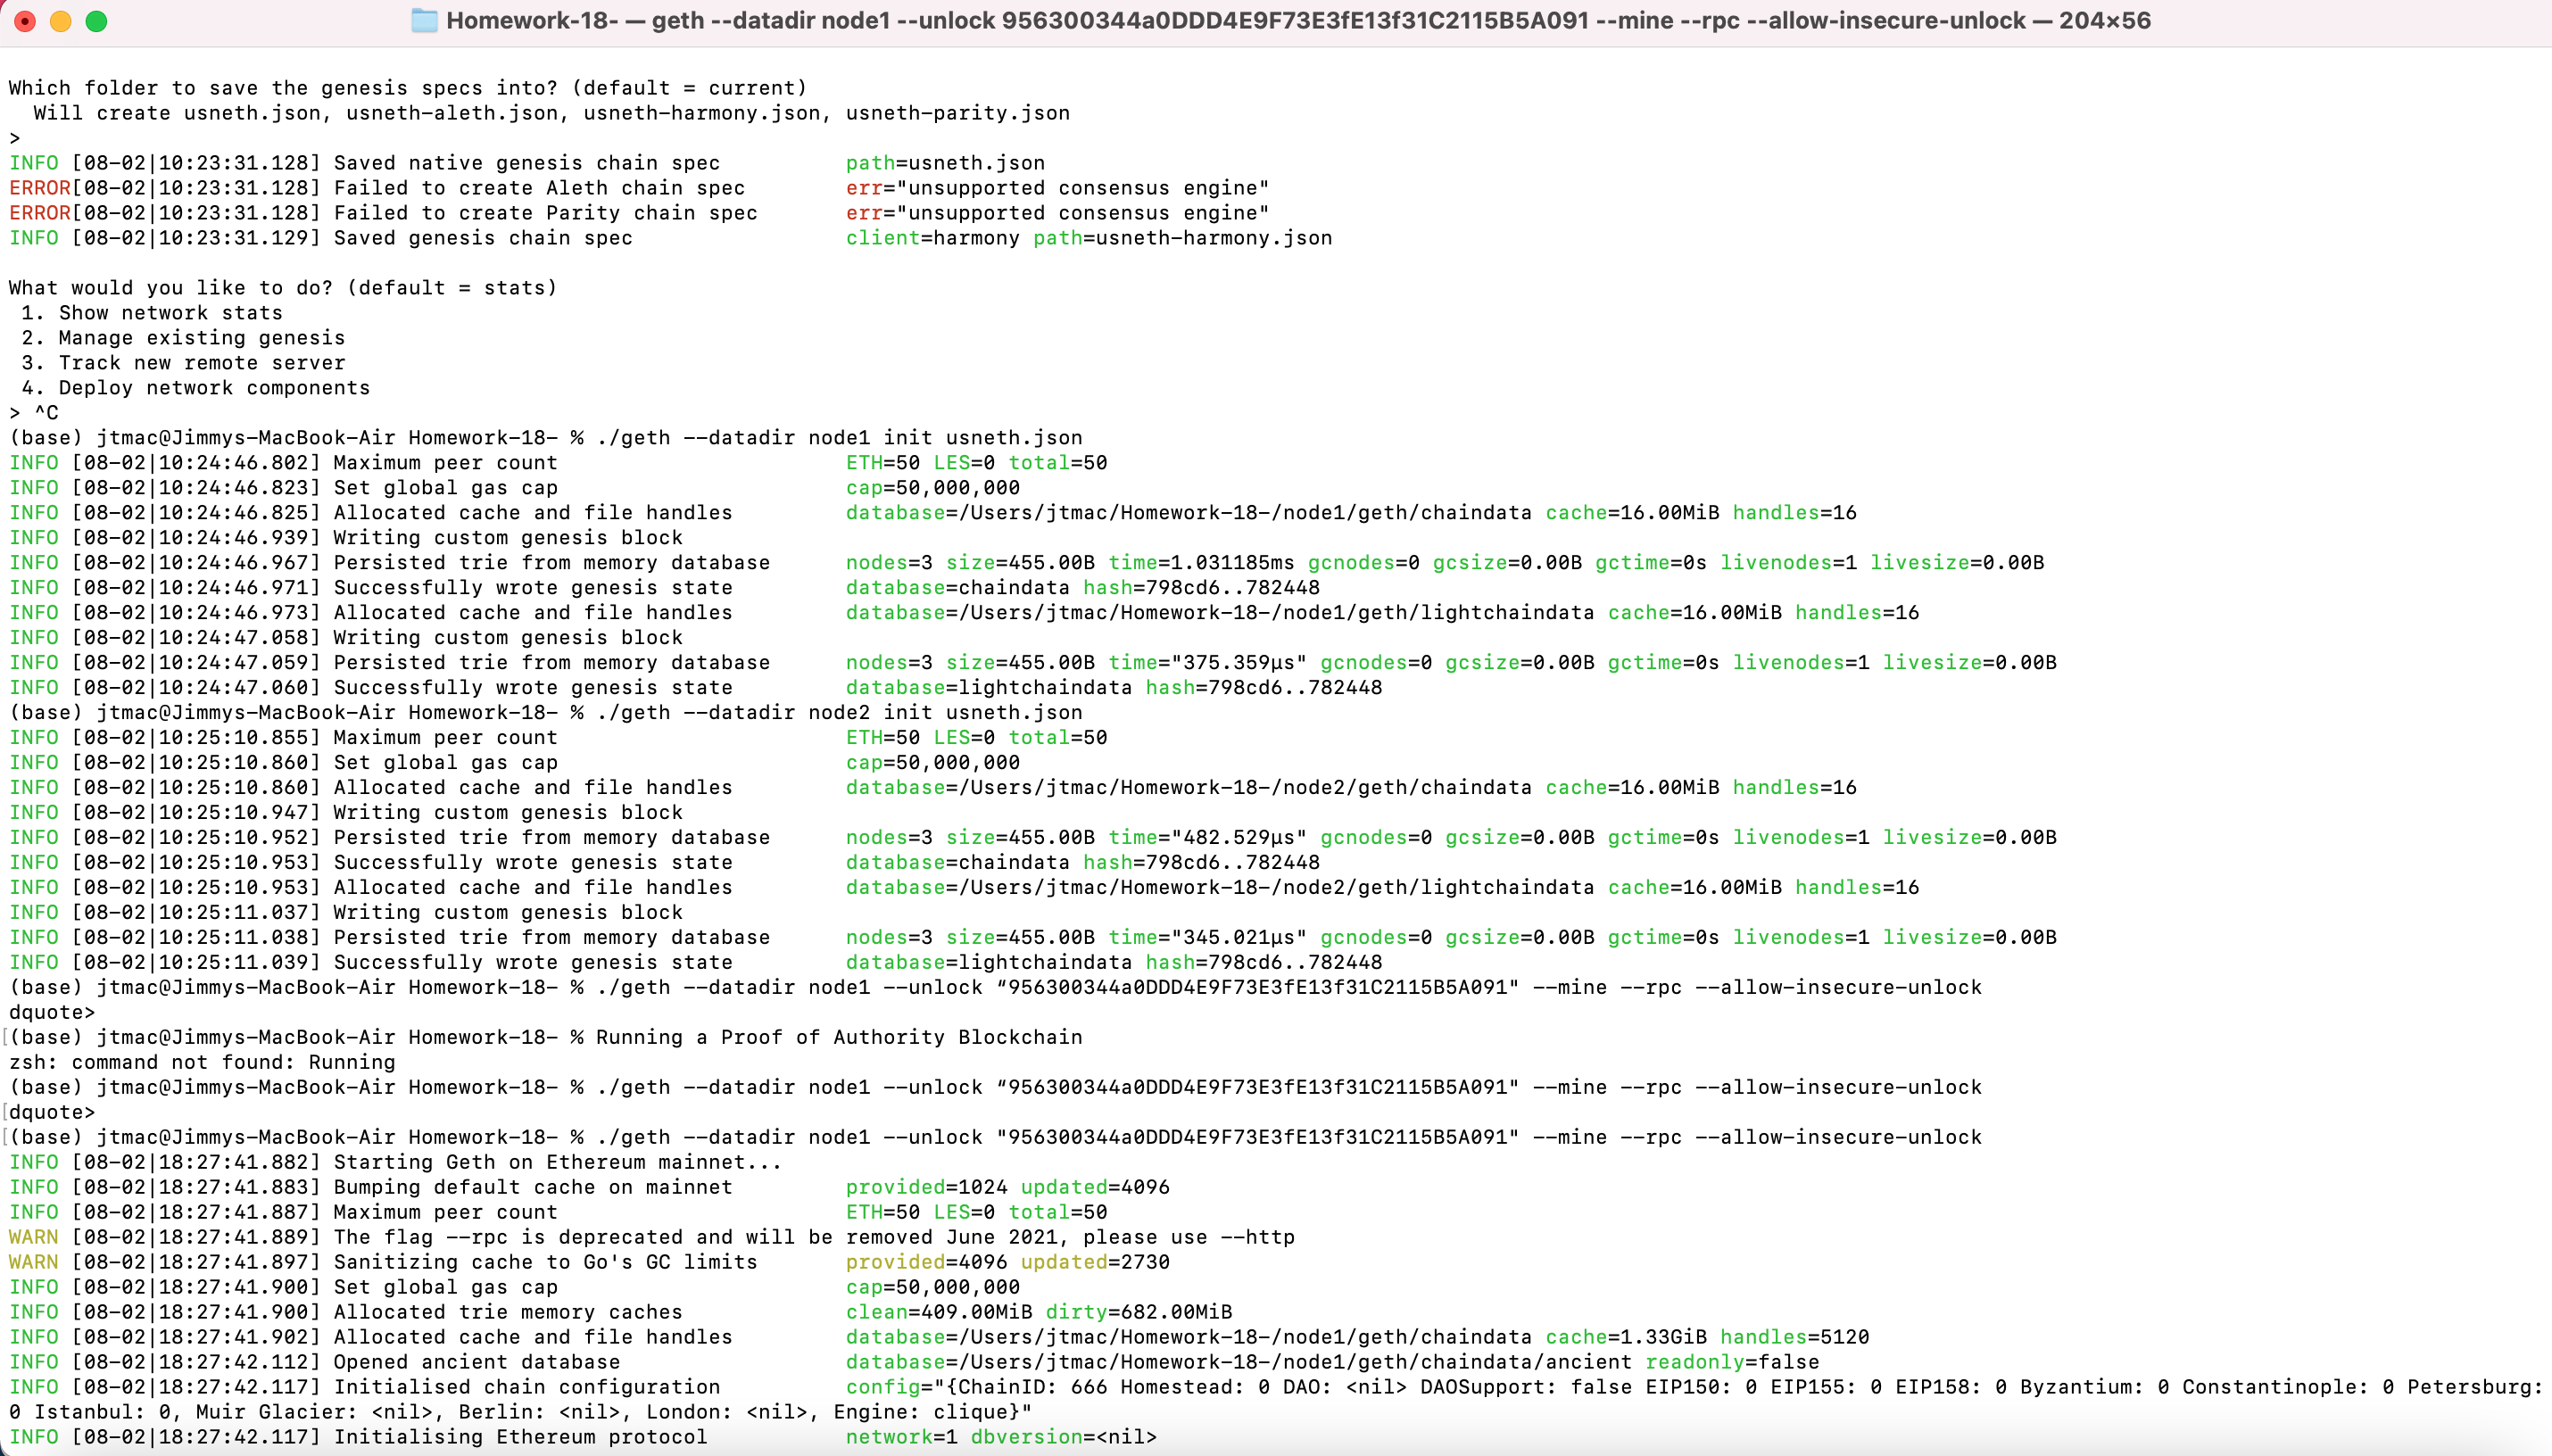 Homework-18- — geth --datadir node1 --unlock 956300344a0DDD4E9F73E3fE13f31C2115B5A091 --mine --rpc --allow-insecure-unlock — 204×56
Which folder to save the genesis specs into? (default = current)
  Will create usneth.json, usneth-aleth.json, usneth-harmony.json, usneth-parity.json
>
INFO [08-02|10:23:31.128] Saved native genesis chain spec          path=usneth.json
ERROR[08-02|10:23:31.128] Failed to create Aleth chain spec        err="unsupported consensus engine"
ERROR[08-02|10:23:31.128] Failed to create Parity chain spec       err="unsupported consensus engine"
INFO [08-02|10:23:31.129] Saved genesis chain spec                 client=harmony path=usneth-harmony.json
What would you like to do? (default = stats)
 1. Show network stats
 2. Manage existing genesis
 3. Track new remote server
 4. Deploy network components
> ^C
(base) jtmac@Jimmys-MacBook-Air Homework-18- % ./geth --datadir node1 init usneth.json
INFO [08-02|10:24:46.802] Maximum peer count                       ETH=50 LES=0 total=50
INFO [08-02|10:24:46.823] Set global gas cap                       cap=50,000,000
INFO [08-02|10:24:46.825] Allocated cache and file handles         database=/Users/jtmac/Homework-18-/node1/geth/chaindata cache=16.00MiB handles=16
INFO [08-02|10:24:46.939] Writing custom genesis block
INFO [08-02|10:24:46.967] Persisted trie from memory database      nodes=3 size=455.00B time=1.031185ms gcnodes=0 gcsize=0.00B gctime=0s livenodes=1 livesize=0.00B
INFO [08-02|10:24:46.971] Successfully wrote genesis state         database=chaindata hash=798cd6..782448
INFO [08-02|10:24:46.973] Allocated cache and file handles         database=/Users/jtmac/Homework-18-/node1/geth/lightchaindata cache=16.00MiB handles=16
INFO [08-02|10:24:47.058] Writing custom genesis block
INFO [08-02|10:24:47.059] Persisted trie from memory database      nodes=3 size=455.00B time="375.359µs" gcnodes=0 gcsize=0.00B gctime=0s livenodes=1 livesize=0.00B
INFO [08-02|10:24:47.060] Successfully wrote genesis state         database=lightchaindata hash=798cd6..782448
(base) jtmac@Jimmys-MacBook-Air Homework-18- % ./geth --datadir node2 init usneth.json
INFO [08-02|10:25:10.855] Maximum peer count                       ETH=50 LES=0 total=50
INFO [08-02|10:25:10.860] Set global gas cap                       cap=50,000,000
INFO [08-02|10:25:10.860] Allocated cache and file handles         database=/Users/jtmac/Homework-18-/node2/geth/chaindata cache=16.00MiB handles=16
INFO [08-02|10:25:10.947] Writing custom genesis block
INFO [08-02|10:25:10.952] Persisted trie from memory database      nodes=3 size=455.00B time="482.529µs" gcnodes=0 gcsize=0.00B gctime=0s livenodes=1 livesize=0.00B
INFO [08-02|10:25:10.953] Successfully wrote genesis state         database=chaindata hash=798cd6..782448
INFO [08-02|10:25:10.953] Allocated cache and file handles         database=/Users/jtmac/Homework-18-/node2/geth/lightchaindata cache=16.00MiB handles=16
INFO [08-02|10:25:11.037] Writing custom genesis block
INFO [08-02|10:25:11.038] Persisted trie from memory database      nodes=3 size=455.00B time="345.021µs" gcnodes=0 gcsize=0.00B gctime=0s livenodes=1 livesize=0.00B
INFO [08-02|10:25:11.039] Successfully wrote genesis state         database=lightchaindata hash=798cd6..782448
(base) jtmac@Jimmys-MacBook-Air Homework-18- % ./geth --datadir node1 --unlock “956300344a0DDD4E9F73E3fE13f31C2115B5A091" --mine --rpc --allow-insecure-unlock
dquote>
[(base) jtmac@Jimmys-MacBook-Air Homework-18- % Running a Proof of Authority Blockchain
zsh: command not found: Running
(base) jtmac@Jimmys-MacBook-Air Homework-18- % ./geth --datadir node1 --unlock “956300344a0DDD4E9F73E3fE13f31C2115B5A091" --mine --rpc --allow-insecure-unlock
[dquote>
[(base) jtmac@Jimmys-MacBook-Air Homework-18- % ./geth --datadir node1 --unlock "956300344a0DDD4E9F73E3fE13f31C2115B5A091" --mine --rpc --allow-insecure-unlock
INFO [08-02|18:27:41.882] Starting Geth on Ethereum mainnet...
INFO [08-02|18:27:41.883] Bumping default cache on mainnet         provided=1024 updated=4096
INFO [08-02|18:27:41.887] Maximum peer count                       ETH=50 LES=0 total=50
WARN [08-02|18:27:41.889] The flag --rpc is deprecated and will be removed June 2021, please use --http
WARN [08-02|18:27:41.897] Sanitizing cache to Go's GC limits       provided=4096 updated=2730
INFO [08-02|18:27:41.900] Set global gas cap                       cap=50,000,000
INFO [08-02|18:27:41.900] Allocated trie memory caches             clean=409.00MiB dirty=682.00MiB
INFO [08-02|18:27:41.902] Allocated cache and file handles         database=/Users/jtmac/Homework-18-/node1/geth/chaindata cache=1.33GiB handles=5120
INFO [08-02|18:27:42.112] Opened ancient database                  database=/Users/jtmac/Homework-18-/node1/geth/chaindata/ancient readonly=false
INFO [08-02|18:27:42.117] Initialised chain configuration          config="{ChainID: 666 Homestead: 0 DAO: <nil> DAOSupport: false EIP150: 0 EIP155: 0 EIP158: 0 Byzantium: 0 Constantinople: 0 Petersburg:
0 Istanbul: 0, Muir Glacier: <nil>, Berlin: <nil>, London: <nil>, Engine: clique}"
INFO [08-02|18:27:42.117] Initialising Ethereum protocol           network=1 dbversion=<nil>